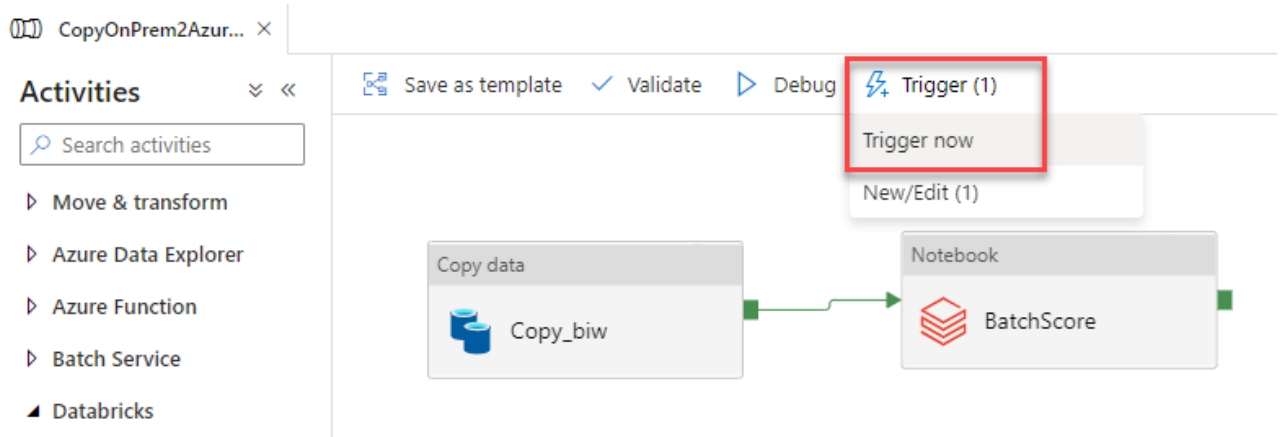 CopyOnPrem2Azur...
Activities
Search activities
Move & transform
Azure Data Explorer
Azure Function
Batch Service
Databricks
Save as template Validate Debug Trigger (1)
Trigger now
New/Edit (1)
Copy data
Copy_biw
Notebook
BatchScore